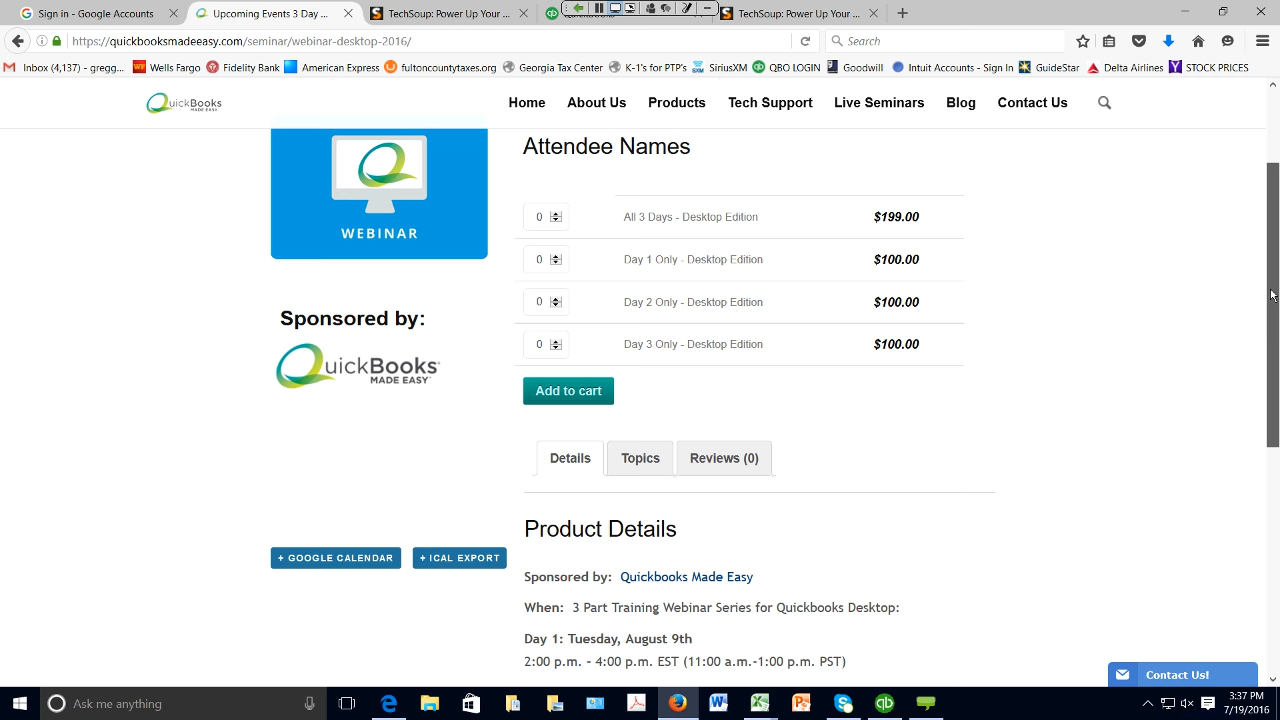 Sign in - Google Accounts
Upcoming 3 Day ...
TechSoup Policy Tutorial: Y...
TechSoup Policy Your ...
https://quickbooksmadeeasy.com/seminar/webinar-desktop-2016/
Search
Inbox (4,137) - gregg... Wells Fargo Fidelity Bank American Express fultoncountytaxes.org Georgia Tax Center K-1's for PTP's SiriusXM QBO LOGIN Goodwill Intuit Accounts - Sign In GuideStar Delta Airlines STOCK PRICES
QuickBooks
MADE EASY
Home About Us Products Tech Support Live Seminars Blog Contact Us
WEBINAR
Attendee Names
0 All 3 Days - Desktop Edition $199.00
0 Day 1 Only - Desktop Edition $100.00
0 Day 2 Only - Desktop Edition $100.00
0 Day 3 Only - Desktop Edition $100.00
Sponsored by:
QuickBooks
MADE EASY
Add to cart
Details Topics Reviews (0)
Product Details
+ GOOGLE CALENDAR + ICAL EXPORT
Sponsored by: Quickbooks Made Easy
When: 3 Part Training Webinar Series for Quickbooks Desktop:
Day 1: Tuesday, August 9th
2:00 p.m. - 4:00 p.m. EST (11:00 a.m.-1:00 p.m. PST)
Contact Us!
Ask me anything
3:37 PM
7/19/2016